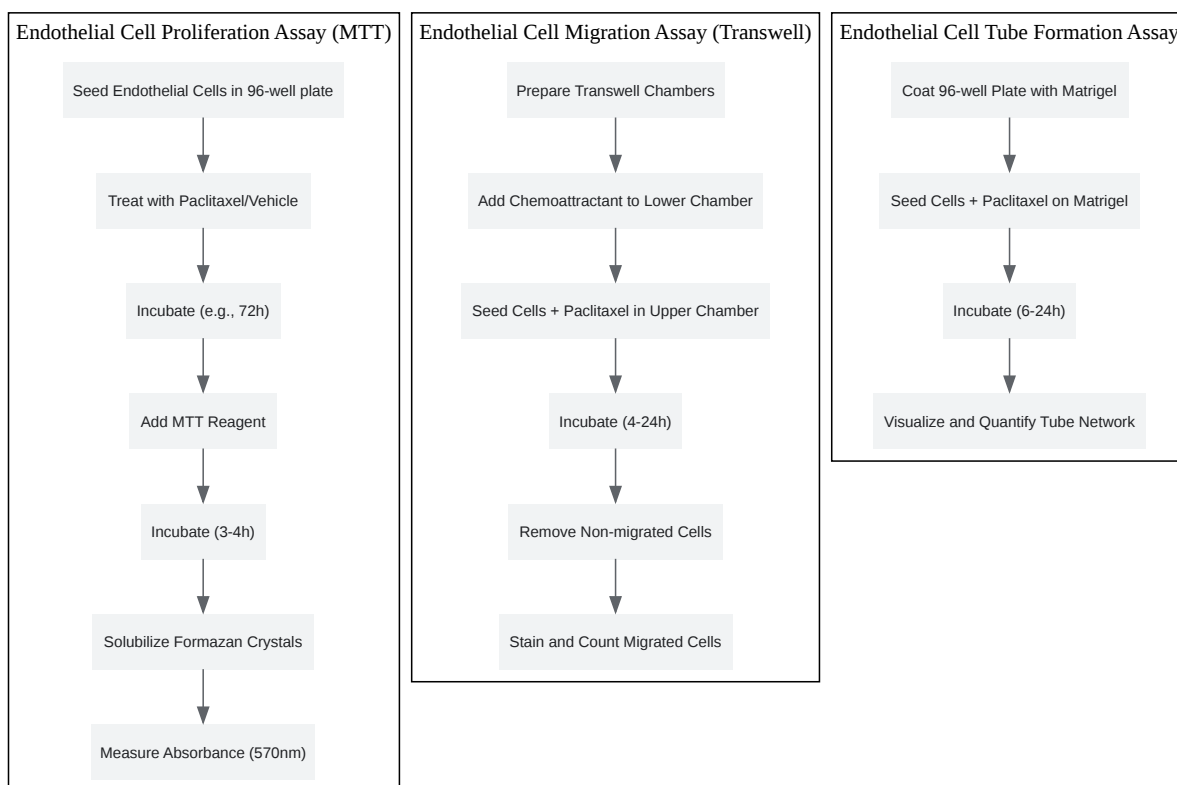 Endothelial Cell Proliferation Assay (MTT)
Seed Endothelial Cells in 96-well plate
Treat with Paclitaxel/Vehicle
Incubate (e.g., 72h)
Add MTT Reagent
Incubate (3-4h)
Solubilize Formazan Crystals
Measure Absorbance (570nm)
Endothelial Cell Migration Assay (Transwell)
Prepare Transwell Chambers
Add Chemoattractant to Lower Chamber
Seed Cells + Paclitaxel in Upper Chamber
Incubate (4-24h)
Remove Non-migrated Cells
Stain and Count Migrated Cells
Endothelial Cell Tube Formation Assay
Coat 96-well Plate with Matrigel
Seed Cells + Paclitaxel on Matrigel
Incubate (6-24h)
Visualize and Quantify Tube Network